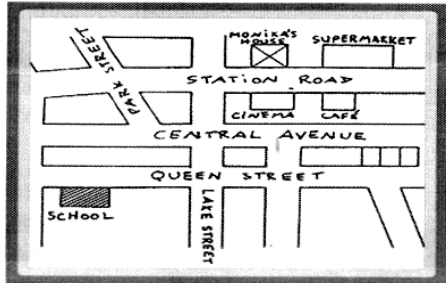 MONIKA'S
HOUSE
SUPERMARKET
PARK STREET
STATION ROAD
CINEMA
CAFÉ
CENTRAL AVENUE
QUEEN STREET
SCHOOL
LAKE STREET